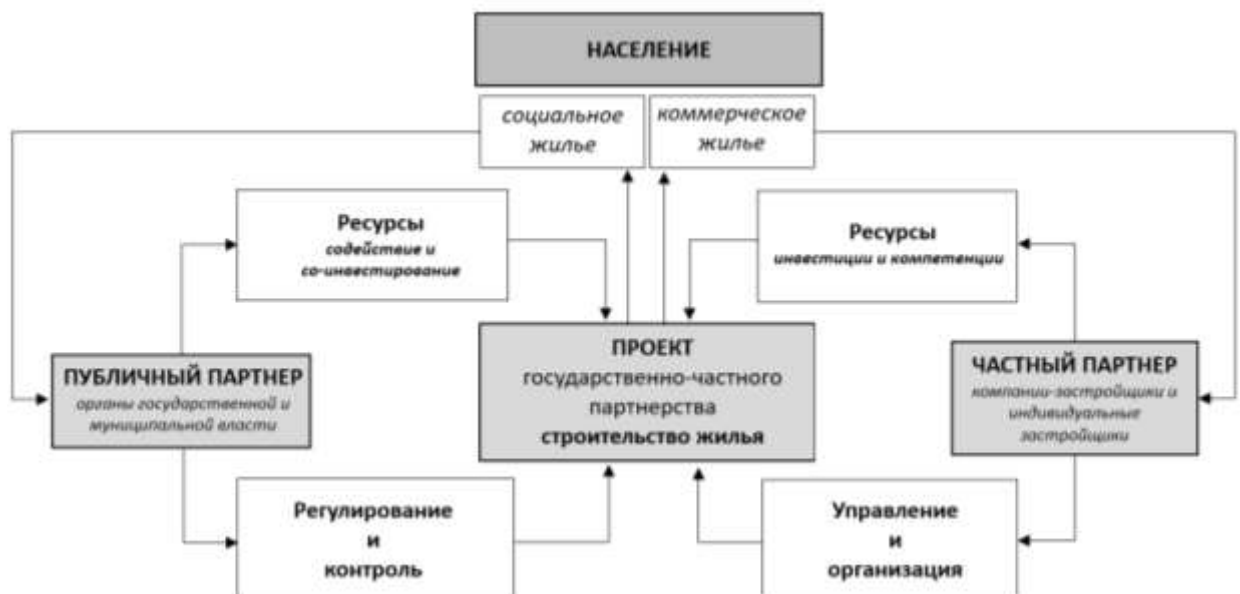 НАСЕЛЕНИЕ
социальное
жилье
коммерческое
жилье
Ресурсы
содействие и
со-инвестирование
Ресурсы
инвестиции и компетенции
ПУБЛИЧНЫЙ ПАРТНЕР
органы государственной и
муниципальной власти
ПРОЕКТ
государственно-частного
партнерства
строительство жилья
ЧАСТНЫЙ ПАРТНЕР
компании-застройщики и
индивидуальные
застройщики
Регулирование
и
контроль
Управление
и
организация